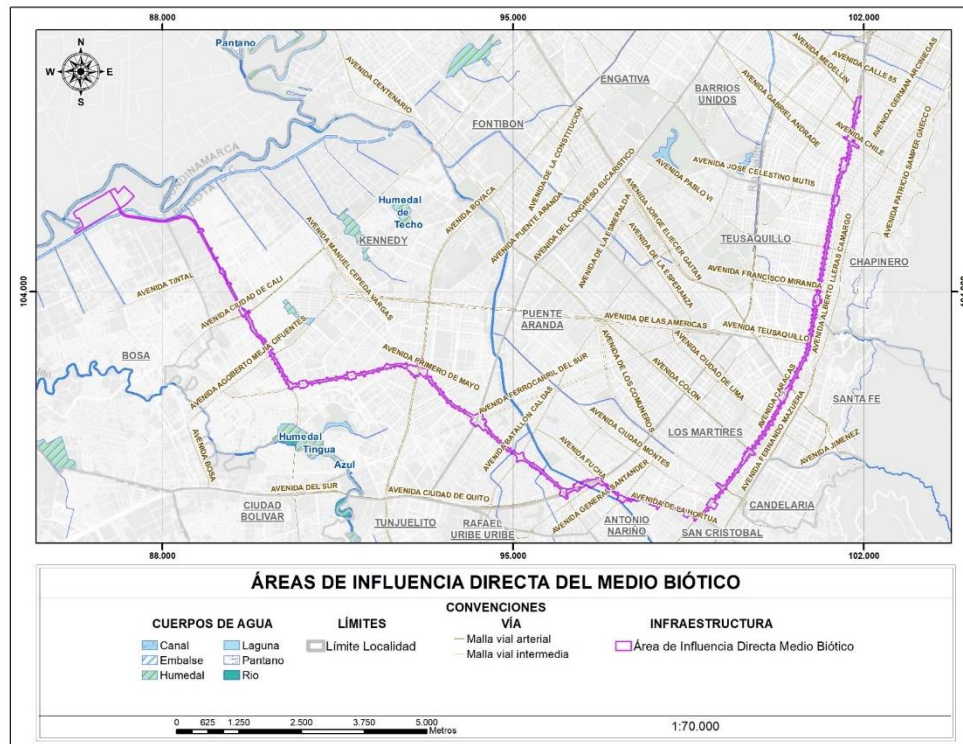 88.000 95.000 102.000
N
W E
S
Pantano
AVENIDA CENTENARIO
ENGATIVA
BARRIOS
UNIDOS
AVENIDA MEDELLÍN
AVENIDA CALLE 85
AVENIDA GERMAN ARCINIEGAS
AVENIDA GABRIEL ANDRADE
FONTIBON
AVENIDA DE LA CONSTITUCION
AVENIDA CHILE
AVENIDA PATRICIO SAMPER GNECCO
CUNDINAMARCA
BOGOTÁ D.C.
AVENIDA JOSÉ CELESTINO MUTIS
AVENIDA PABLO VI
AVENIDA DEL CONGRESO EUCARISTICO
AVENIDA BOYACA
AVENIDA PUENTE ARANDA
Humedal
de
Techo
KENNEDY
AVENIDA DE LA ESMERALDA
AVENIDA JORGE ELIECER GAITAN
AVENIDA DE LA ESPERANZA
TEUSAQUILLO
CHAPINERO
AVENIDA MANUEL CEPEDA VARGAS
AVENIDA FRANCISCO MIRANDA
AVENIDA ALBERTO LLERAS CAMARGO
AVENIDA TINTAL
AVENIDA CIUDAD DE CALI
104.000
PUENTE
ARANDA
AVENIDA DE LAS AMERICAS
AVENIDA TEUSAQUILLO
BOSA
AVENIDA AGOBERTO MEJIA CIFUENTES
AVENIDA PRIMERO DE MAYO
AVENIDA FERROCARRIL DEL SUR
AVENIDA DE LOS COMUNEROS
AVENIDA COLON
AVENIDA CIUDAD DE LIMA
AVENIDA CARACAS
SANTA FE
AVENIDA BOSA
Humedal
Tingua
Azul
AVENIDA BATALLON CALDAS
AVENIDA CIUDAD MONTES
LOS MARTIRES
AVENIDA FERNANDO MAZUERA
AVENIDA JIMENEZ
AVENIDA FUCHA
AVENIDA GENERAL SANTANDER
AVENIDA DEL SUR
AVENIDA CIUDAD DE QUITO
AVENIDA DE LA HORTUA
CANDELARIA
CIUDAD
BOLIVAR
TUNJUELITO
RAFAEL
URIBE URIBE
ANTONIO
NARIÑO
SAN CRISTOBAL
88.000 95.000 102.000
ÁREAS DE INFLUENCIA DIRECTA DEL MEDIO BIÓTICO
CONVENCIONES
CUERPOS DE AGUA LÍMITES VÍA INFRAESTRUCTURA
Canal Laguna Límite Localidad Malla vial arterial Área de Influencia Directa Medio Biótico
Embalse Pantano Malla vial intermedia
Humedal Rio
0 625 1.250 2.500 3.750 5.000
Metros
1:70.000